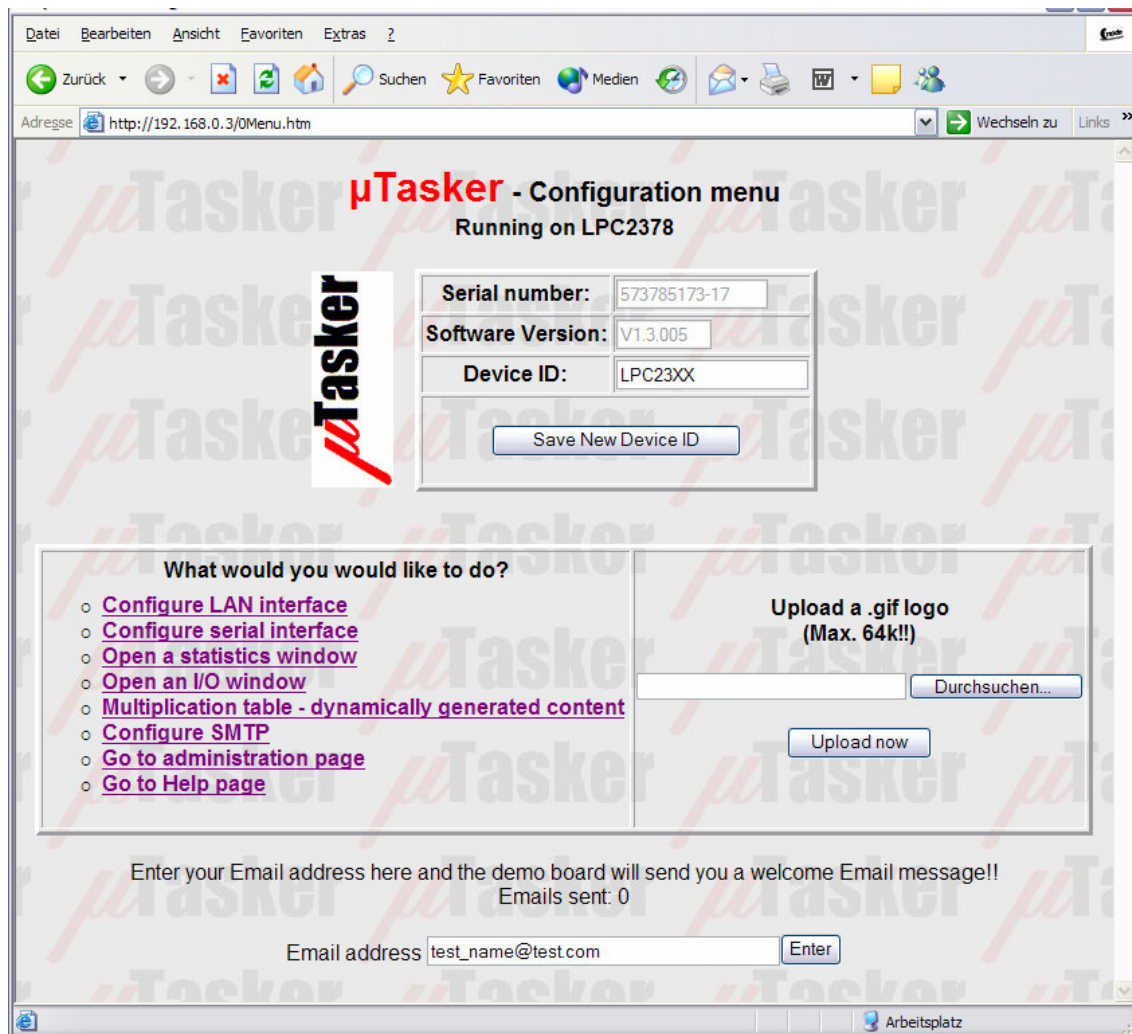 Datei Bearbeiten Ansicht Favoriten Extras ?
Zurück Suchen Favoriten Medien
Adresse http://192.168.0.3/0Menu.htm Wechseln zu Links »
µTasker - Configuration menu
Running on LPC2378
µTasker
Serial number: 573785173-17
Software Version: V1.3.005
Device ID: LPC23XX
Save New Device ID
What would you would like to do?
Configure LAN interface
Configure serial interface
Open a statistics window
Open an I/O window
Multiplication table - dynamically generated content
Configure SMTP
Go to administration page
Go to Help page
Upload a .gif logo
(Max. 64k!!)
Durchsuchen...
Upload now
Enter your Email address here and the demo board will send you a welcome Email message!!
Emails sent: 0
Email address test_name@test.com Enter
Arbeitsplatz